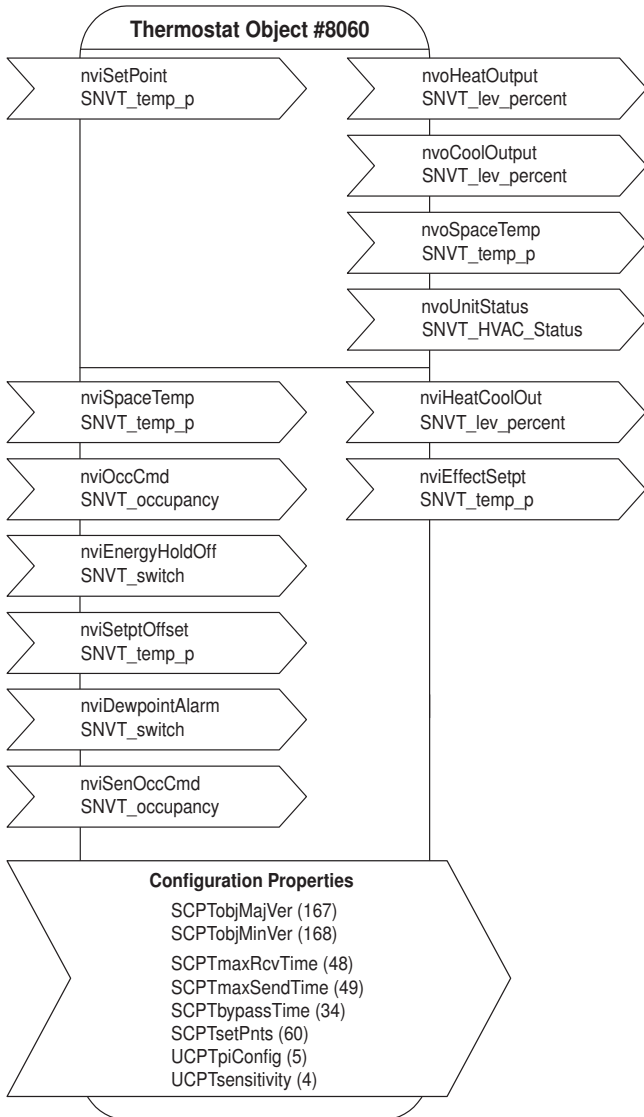 Thermostat Object #8060
nviSetPoint
SNVT_temp_p
nvoHeatOutput
SNVT_lev_percent
nvoCoolOutput
SNVT_lev_percent
nvoSpaceTemp
SNVT_temp_p
nvoUnitStatus
SNVT_HVAC_Status
nviSpaceTemp
SNVT_temp_p
nviHeatCoolOut
SNVT_lev_percent
nviOccCmd
SNVT_occupancy
nviEffectSetpt
SNVT_temp_p
nviEnergyHoldOff
SNVT_switch
nviSetptOffset
SNVT_temp_p
nviDewpointAlarm
SNVT_switch
nviSenOccCmd
SNVT_occupancy
Configuration Properties
SCPTobjMajVer (167)
SCPTobjMinVer (168)
SCPTmaxRcvTime (48)
SCPTmaxSendTime (49)
SCPTbypassTime (34)
SCPTsetPnts (60)
UCPTpiConfig (5)
UCPTsensitivity (4)